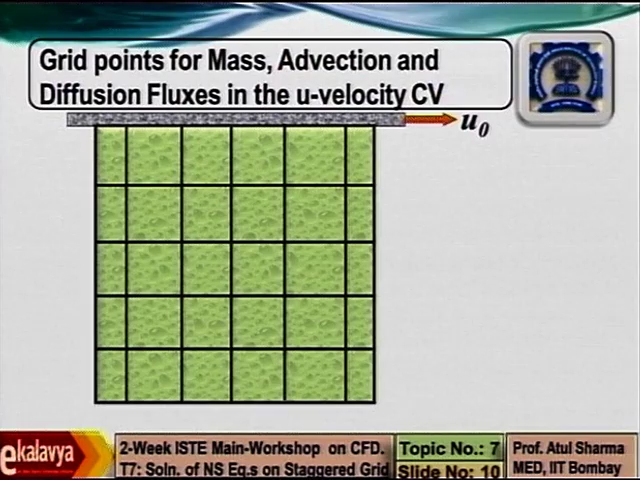 Grid points for Mass, Advection and
Diffusion Fluxes in the u-velocity CV
u0
ekalavya
2-Week ISTE Main-Workshop on CFD.
T7: Soln. of NS Eq.s on Staggered Grid
Topic No.: 7
Slide No: 10
Prof. Atul Sharma
MED, IIT Bombay